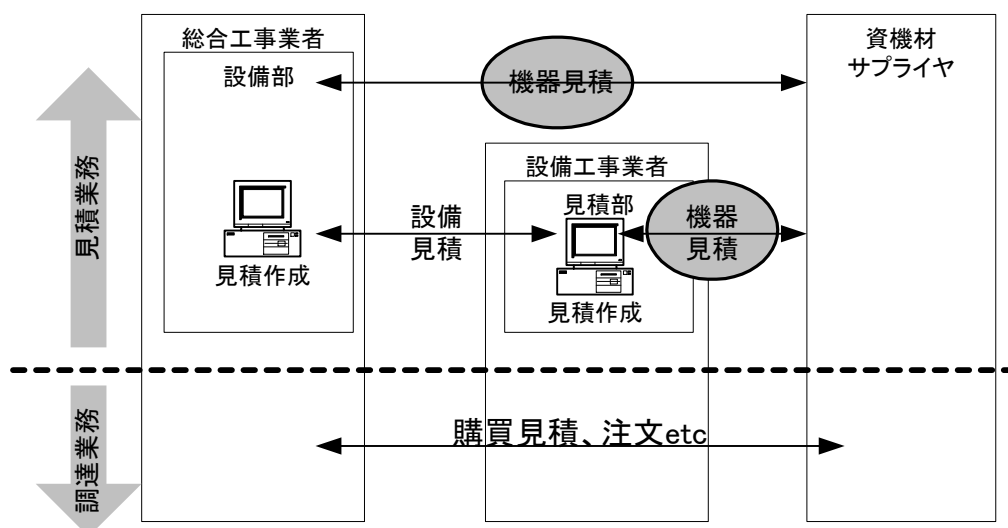 総合工事業者
設備部
機器見積
資機材
サプライヤ
設備工事業者
見積部
見積業務
設備
見積
機器
見積
見積作成
見積作成
調達業務
購買見積、注文etc